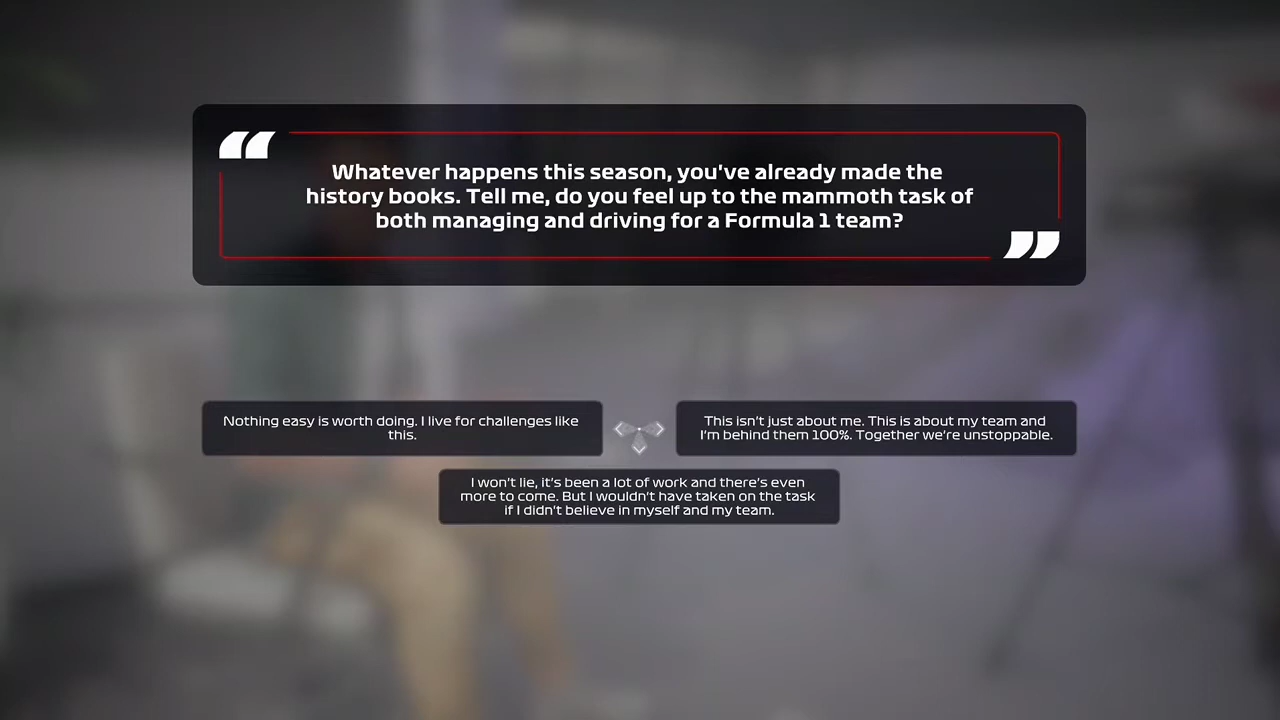 Whatever happens this season, you've already made the
history books. Tell me, do you feel up to the mammoth task of
both managing and driving for a Formula 1 team?
Nothing easy is worth doing. I live for challenges like
this.
This isn't just about me. This is about my team and
I'm behind them 100%. Together we're unstoppable.
I won't lie, it's been a lot of work and there's even
more to come. But I wouldn't have taken on the task
if I didn't believe in myself and my team.